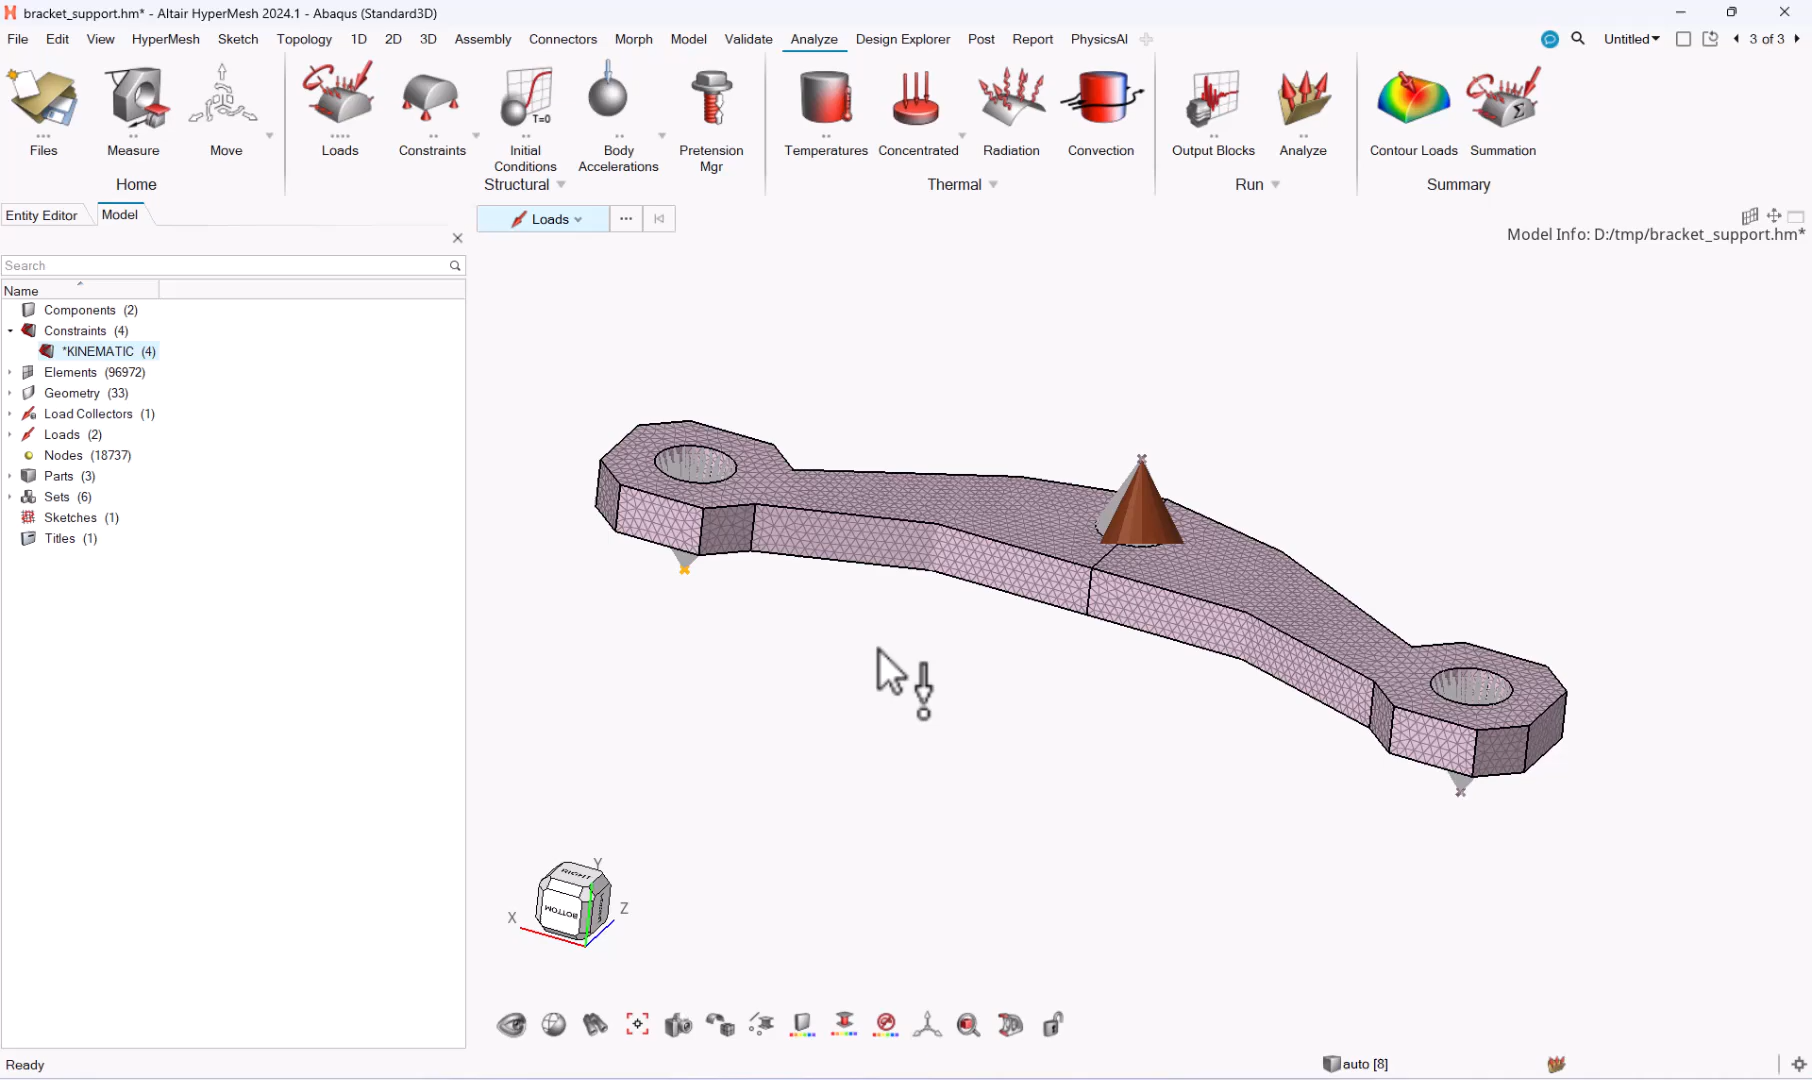 bracket_support.hm* - Altair HyperMesh 2024.1 - Abaqus (Standard3D)
File Edit View HyperMesh Sketch Topology 1D 2D 3D Assembly Connectors Morph Model Validate Analyze Design Explorer Post Report PhysicsAI Untitled 3 of 3
T=0
Σ
Files Measure Move Loads Constraints Initial Conditions Body Accelerations Pretension Mgr Temperatures Concentrated Radiation Convection Output Blocks Analyze Contour Loads Summation
Home Structural Thermal Run Summary
Entity Editor Model Loads
Model Info: D:/tmp/bracket_support.hm*
Search
Name
Components (2)
Constraints (4)
*KINEMATIC (4)
Elements (96972)
Geometry (33)
Load Collectors (1)
Loads (2)
Nodes (18737)
Parts (3)
Sets (6)
Sketches (1)
Titles (1)
Y
RIGHT
BOTTOM
Z
X
Ready auto [8]